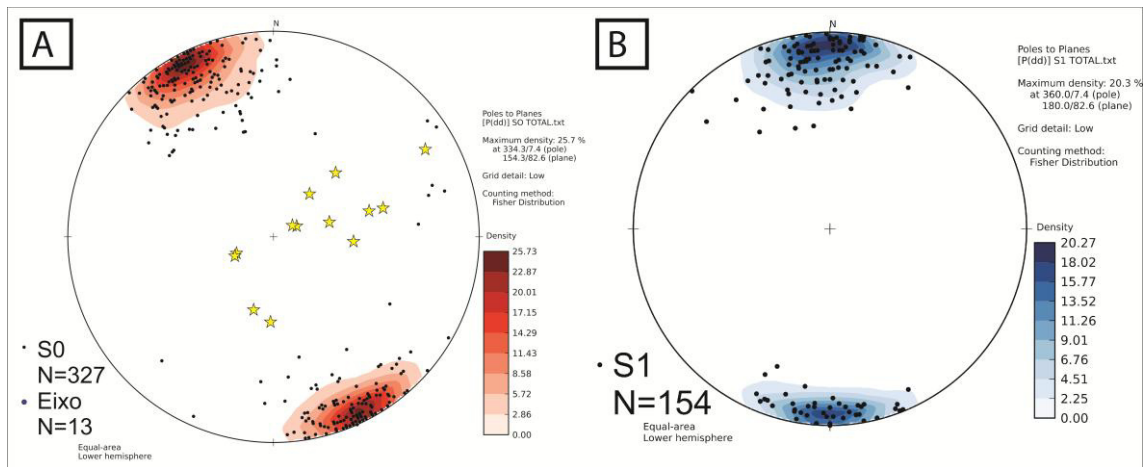 A
N
Poles to Planes
[P(dd)] SO TOTAL.txt
Maximum density: 25.7 %
at 334.3/7.4 (pole)
154.3/82.6 (plane)
Grid detail: Low
Counting method:
Fisher Distribution
Density
25.73
22.87
20.01
17.15
14.29
11.43
8.58
5.72
2.86
0.00
S0
N=327
Eixo
N=13
Equal-area
Lower hemisphere
B
N
Poles to Planes
[P(dd)] S1 TOTAL.txt
Maximum density: 20.3 %
at 360.0/7.4 (pole)
180.0/82.6 (plane)
Grid detail: Low
Counting method:
Fisher Distribution
Density
20.27
18.02
15.77
13.52
11.26
9.01
6.76
4.51
2.25
0.00
S1
N=154
Equal-area
Lower hemisphere